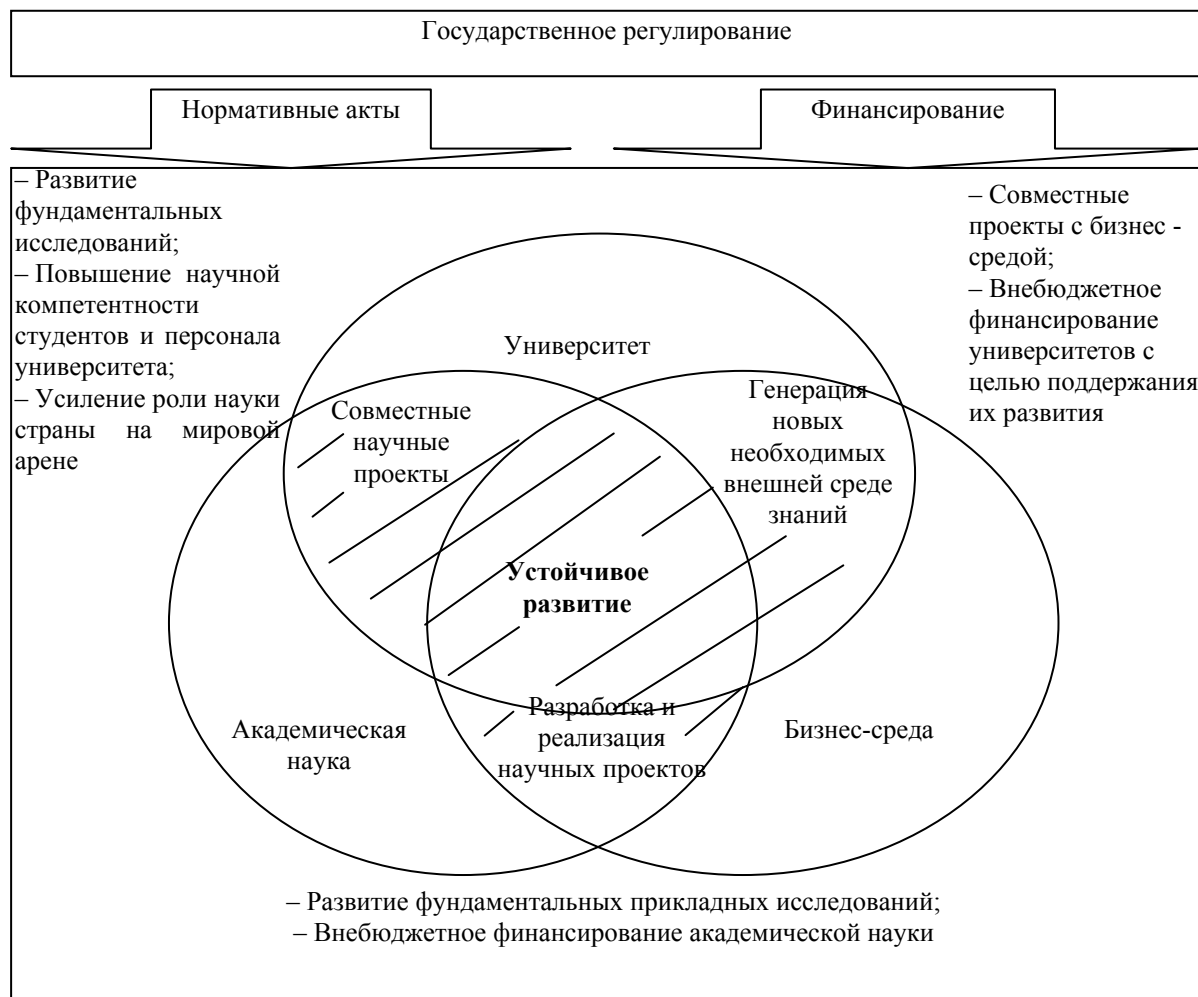 Государственное регулирование
Нормативные акты
Финансирование
– Развитие
фундаментальных
исследований;
– Повышение научной
компетентности
студентов и персонала
университета;
– Усиление роли науки
страны на мировой
арене
– Совместные
проекты с бизнес -
средой;
– Внебюджетное
финансирование
университетов с
целью поддержания
их развития
Университет
Совместные
научные
проекты
Генерация
новых
необходимых
внешней среде
знаний
Устойчивое
развитие
Академическая
наука
Разработка и
реализация
научных проектов
Бизнес-среда
– Развитие фундаментальных прикладных исследований;
– Внебюджетное финансирование академической науки